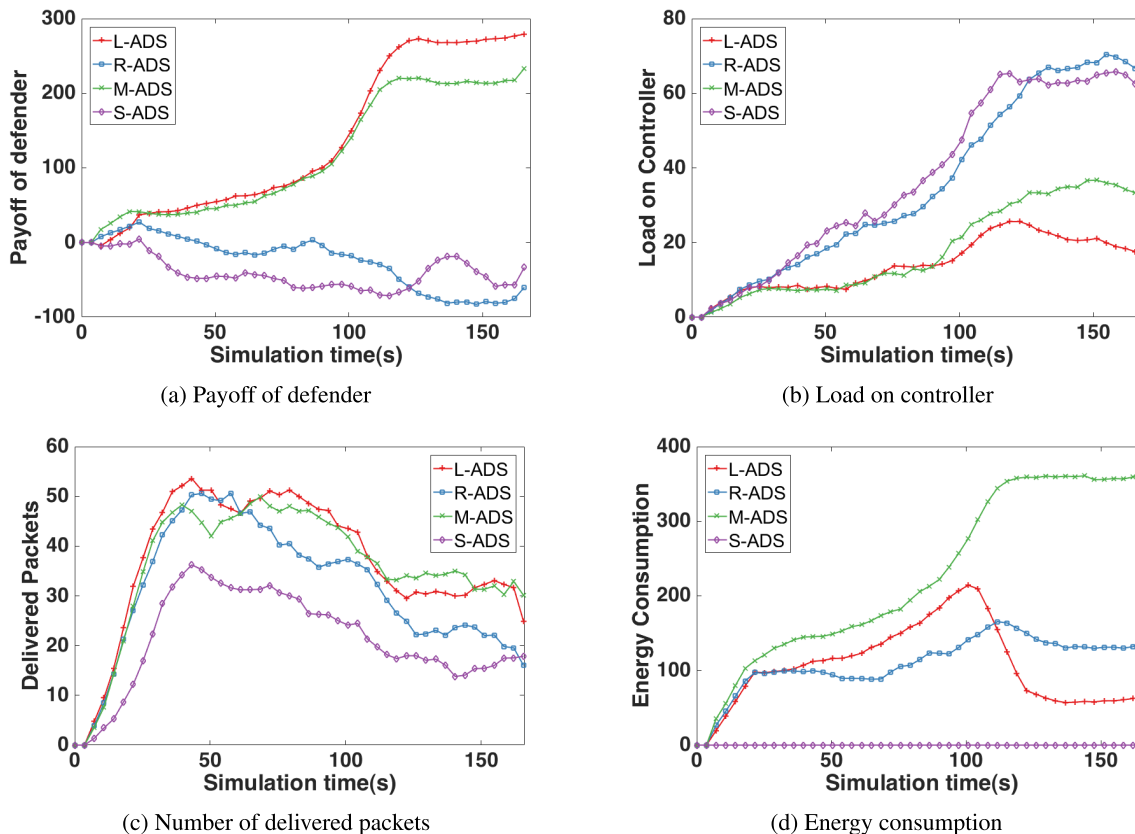 300
200
100
0
-100
0
50
100
150
Payoff of defender
L-ADS
R-ADS
M-ADS
S-ADS
Simulation time(s)
(a) Payoff of defender
80
60
40
20
0
0
50
100
150
Load on Controller
L-ADS
R-ADS
M-ADS
S-ADS
Simulation time(s)
(b) Load on controller
60
50
40
30
20
10
0
0
50
100
150
Delivered Packets
L-ADS
R-ADS
M-ADS
S-ADS
Simulation time(s)
(c) Number of delivered packets
400
300
200
100
0
0
50
100
150
Energy Consumption
L-ADS
R-ADS
M-ADS
S-ADS
Simulation time(s)
(d) Energy consumption